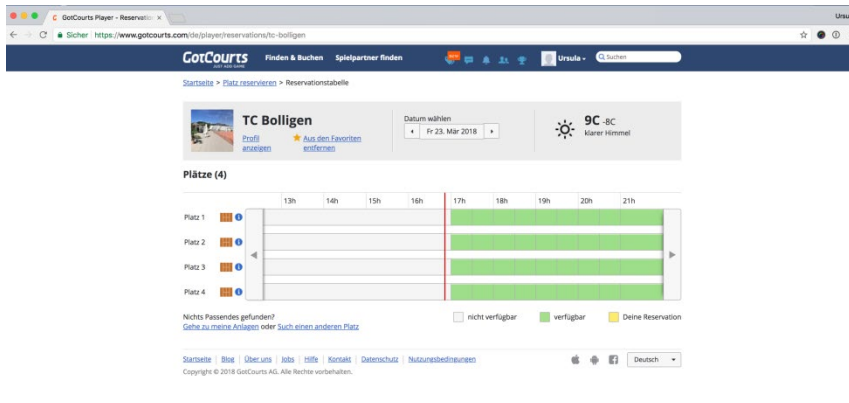 GotCourts Player - Reservatio
Ursu
Sicher https://www.gotcourts.com/de/player/reservations/tc-bolligen
GotCourts Finden & Buchen Spielpartner finden Ursula Suchen
JUST ADD GAME
Startseite > Platz reservieren > Reservationstabelle
TC Bolligen
Profil anzeigen
Aus den Favoriten entfernen
Datum wählen
Fr 23. Mär 2018
9C -8C
klarer Himmel
Plätze (4)
13h 14h 15h 16h 17h 18h 19h 20h 21h
Platz 1
Platz 2
Platz 3
Platz 4
Nichts Passendes gefunden?
Gehe zu meine Anlagen oder Such einen anderen Platz
nicht verfügbar verfügbar Deine Reservation
Startseite | Blog | Über uns | Jobs | Hilfe | Kontakt | Datenschutz | Nutzungsbedingungen
Deutsch
Copyright © 2018 GotCourts AG. Alle Rechte vorbehalten.